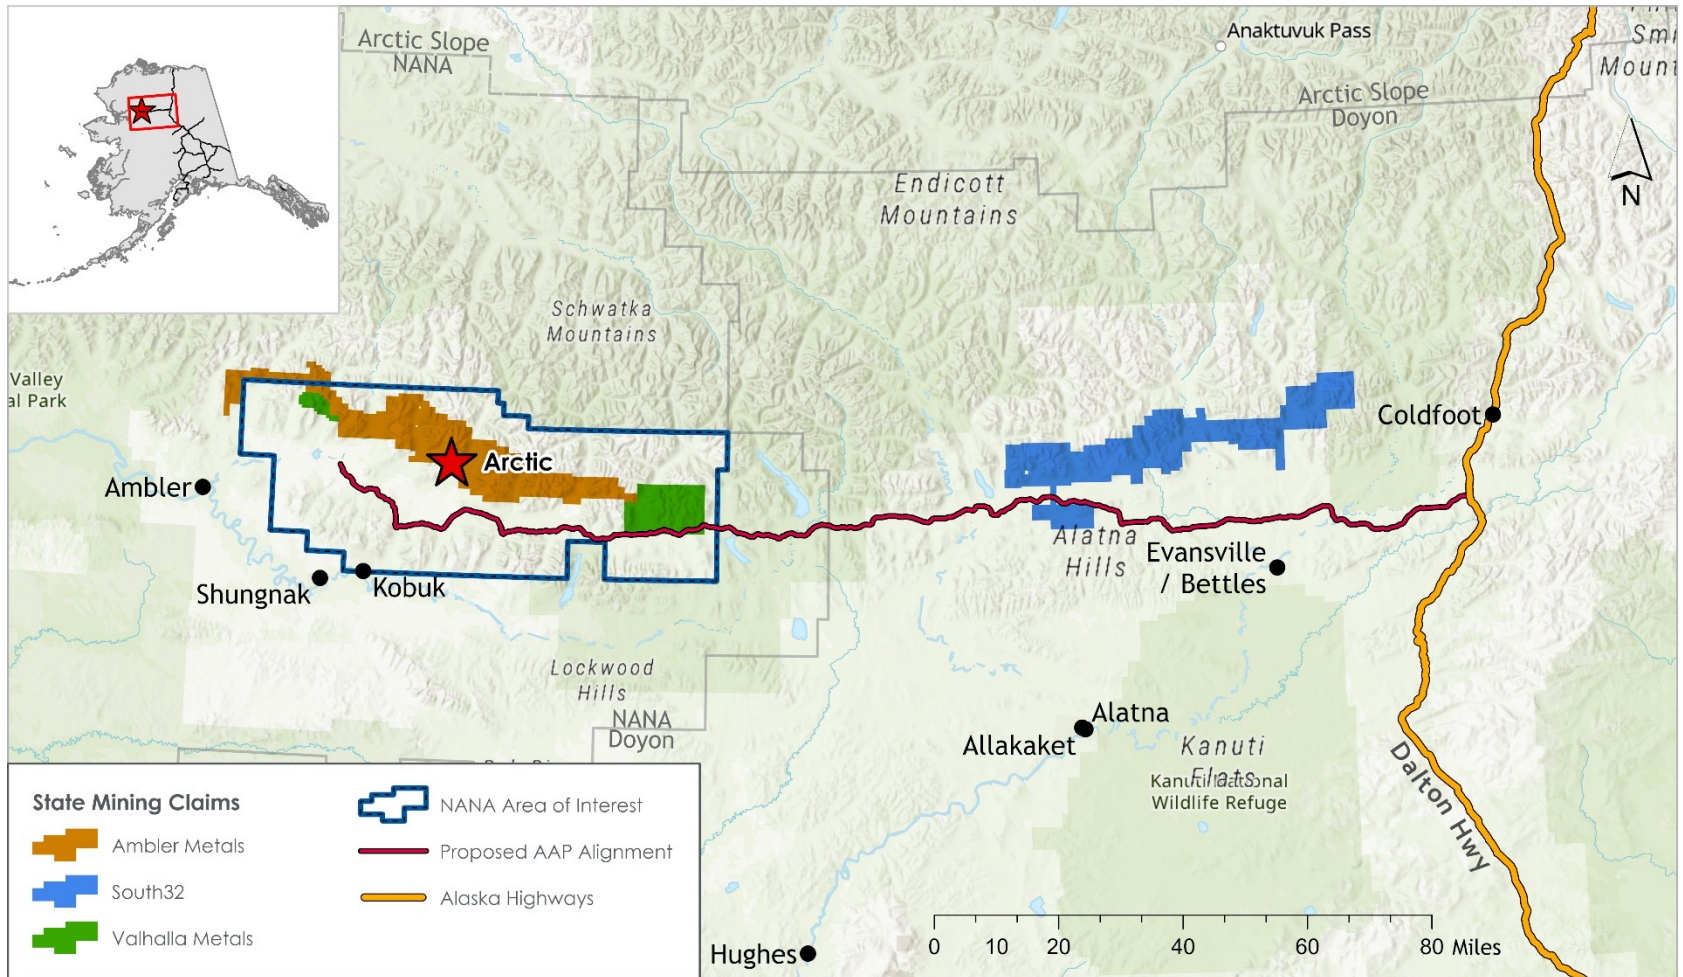 Anaktuvuk Pass
Arctic Slope
NANA
Arctic Slope
Doyon
Endicott
Mountains
N
Schwatka
Mountains
Valley
al Park
Coldfoot
Arctic
Ambler
Alatna
Hills
Evansville
/ Bettles
Shungnak
Kobuk
Lockwood
Hills
NANA
Doyon
Alatna
Allakaket
Kanuti
Flats
Kanuti National
Wildlife Refuge
Dalton Hwy
State Mining Claims
Ambler Metals
South32
Valhalla Metals
NANA Area of Interest
Proposed AAP Alignment
Alaska Highways
Hughes
0 10 20 40 60 80 Miles